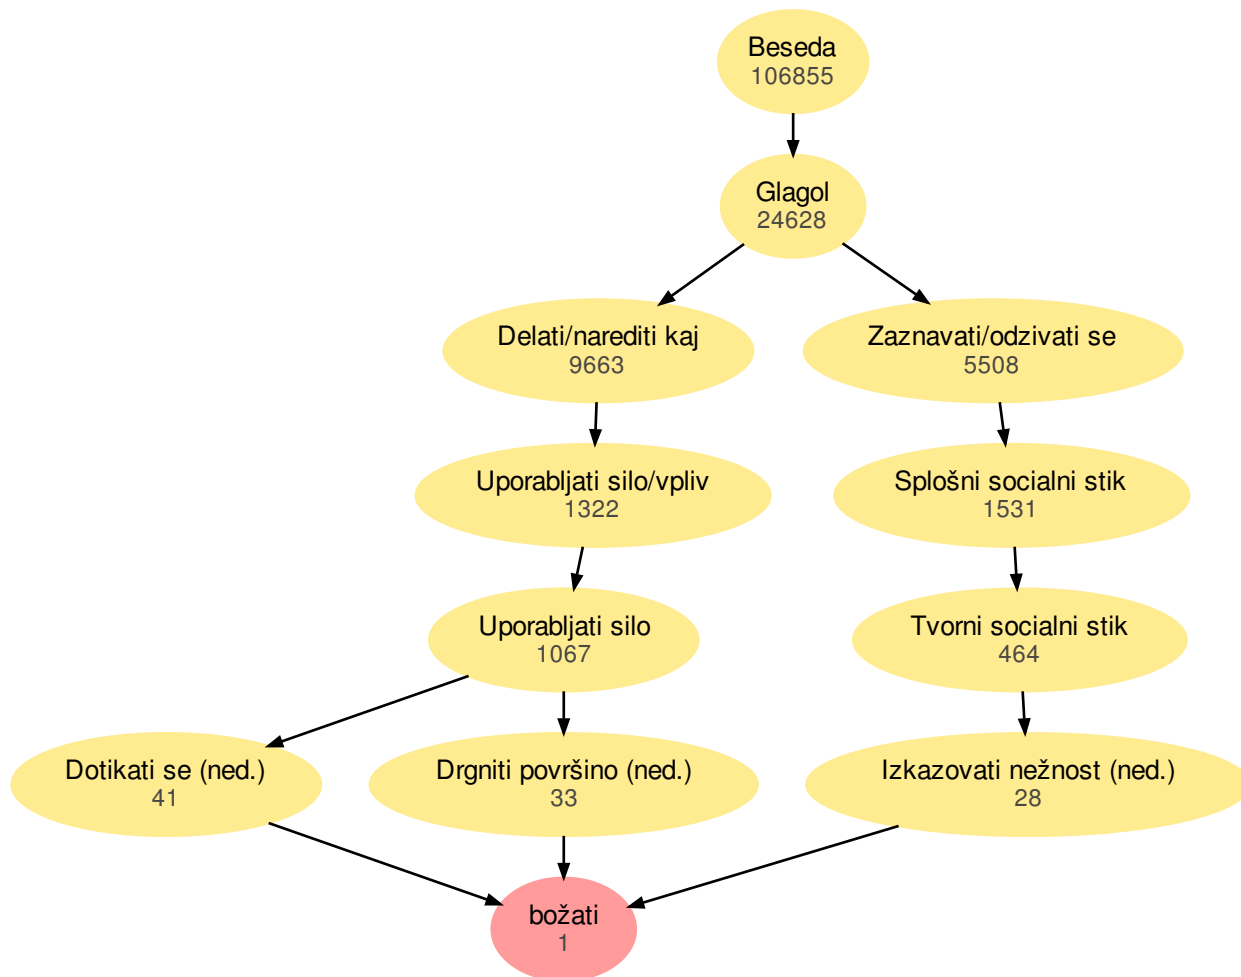 Beseda
106855
Glagol
24628
Delati/narediti kaj
9663
Zaznavati/odzivati se
5508
Uporabljati silo/vpliv
1322
Splošni socialni stik
1531
Uporabljati silo
1067
Tvorni socialni stik
464
Dotikati se (ned.)
41
Drgniti površino (ned.)
33
Izkazovati nežnost (ned.)
28
božati
1